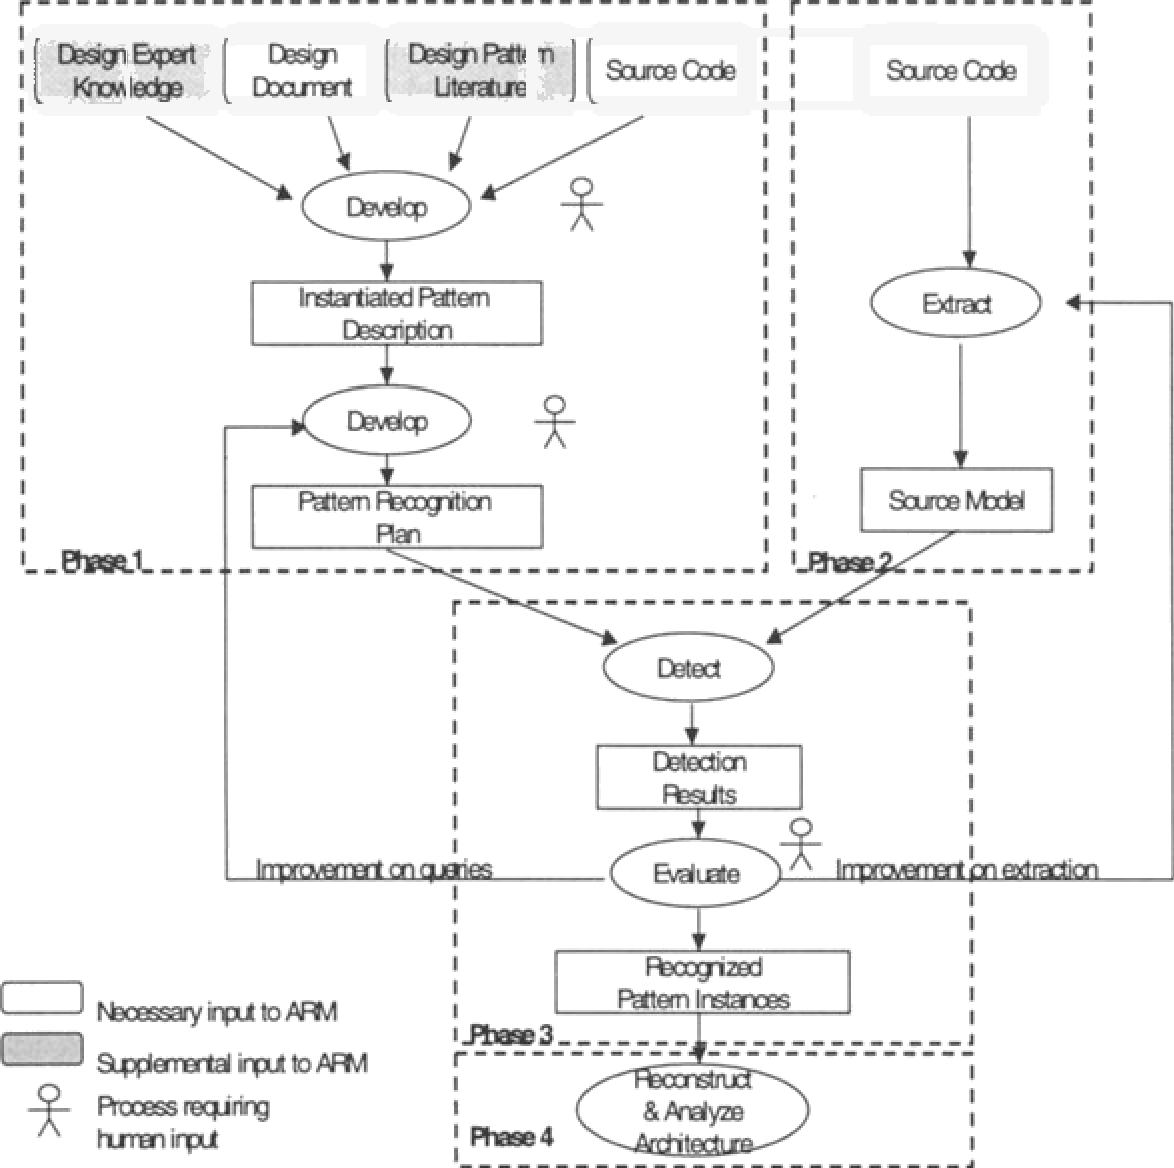 Design Expert
Knowledge
Design
Document
Design Pattern
Literature
Source Code
Source Code
Develop
Extract
Instantiated Pattern
Description
Develop
Pattern Recognition
Plan
Source Model
Phase 1
Phase 2
Detect
Detection
Results
Improvement on queries
Evaluate
Improvement on extraction
Recognized
Pattern Instances
Phase 3
Reconstruct
& Analyze
Architecture
Phase 4
Necessary input to ARM
Supplemental input to ARM
Process requiring
human input